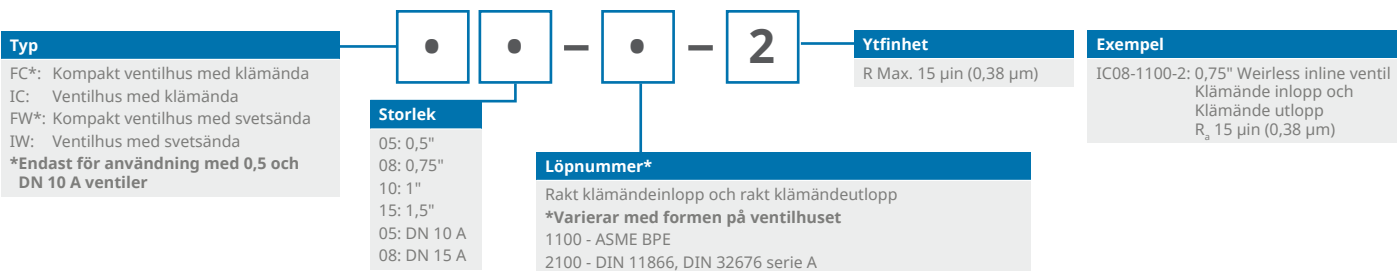 • • – • – 2
Typ
FC*: Kompakt ventilhus med klämända
IC: Ventilhus med klämända
FW*: Kompakt ventilhus med svetsända
IW: Ventilhus med svetsända
*Endast för användning med 0,5 och
DN 10 A ventiler
Storlek
05: 0,5"
08: 0,75"
10: 1"
15: 1,5"
05: DN 10 A
08: DN 15 A
Löpnummer*
Rakt klämändeinlopp och rakt klämändeutlopp
*Varierar med formen på ventilhuset
1100 - ASME BPE
2100 - DIN 11866, DIN 32676 serie A
Ytfinhet
R Max. 15 µin (0,38 µm)
Exempel
IC08-1100-2: 0,75" Weirless inline ventil
Klämände inlopp och
Klämände utlopp
Ra 15 µin (0,38 µm)